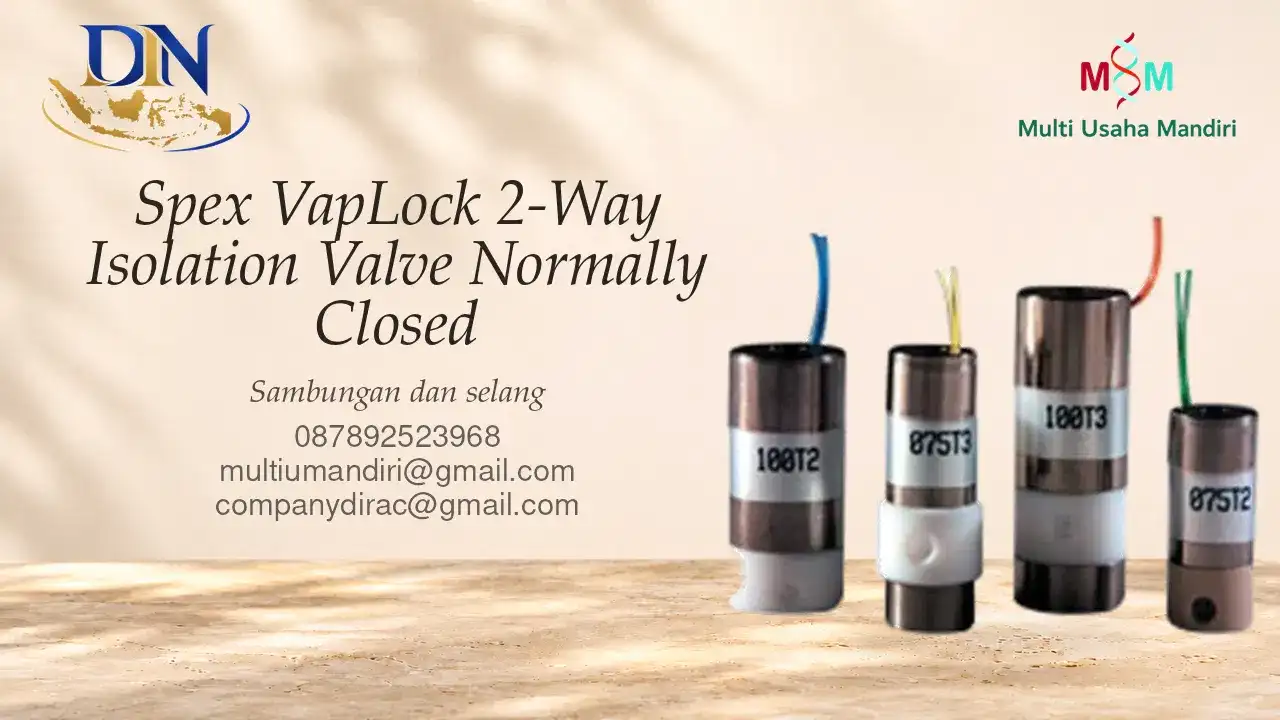 DIN
MSM
Multi Usaha Mandiri
Spex VapLock 2-Way
Isolation Valve Normally
Closed
Sambungan dan selang
087892523968
multiumandiri@gmail.com
companydirac@gmail.com
100T2
075T3
100T3
075T2